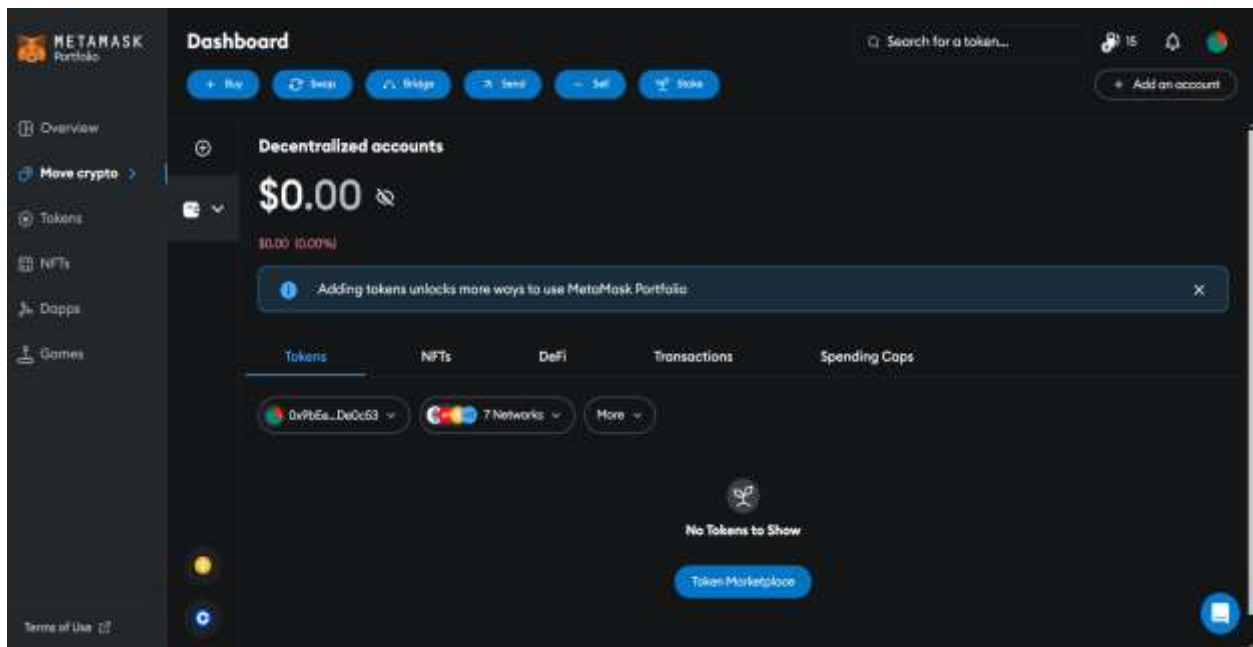 METAMASK
Portfolio
Dashboard
Search for a token...
15
+ Buy
Swap
Bridge
Send
Sell
Stake
+ Add an account
Overview
Move crypto
Tokens
NFTs
Dapps
Games
Terms of Use
Decentralized accounts
$0.00
$0.00 (0.00%)
Adding tokens unlocks more ways to use MetaMask Portfolio
Tokens NFTs DeFi Transactions Spending Caps
0x9bEe...De0c53 7 Networks More
No Tokens to Show
Token Marketplace